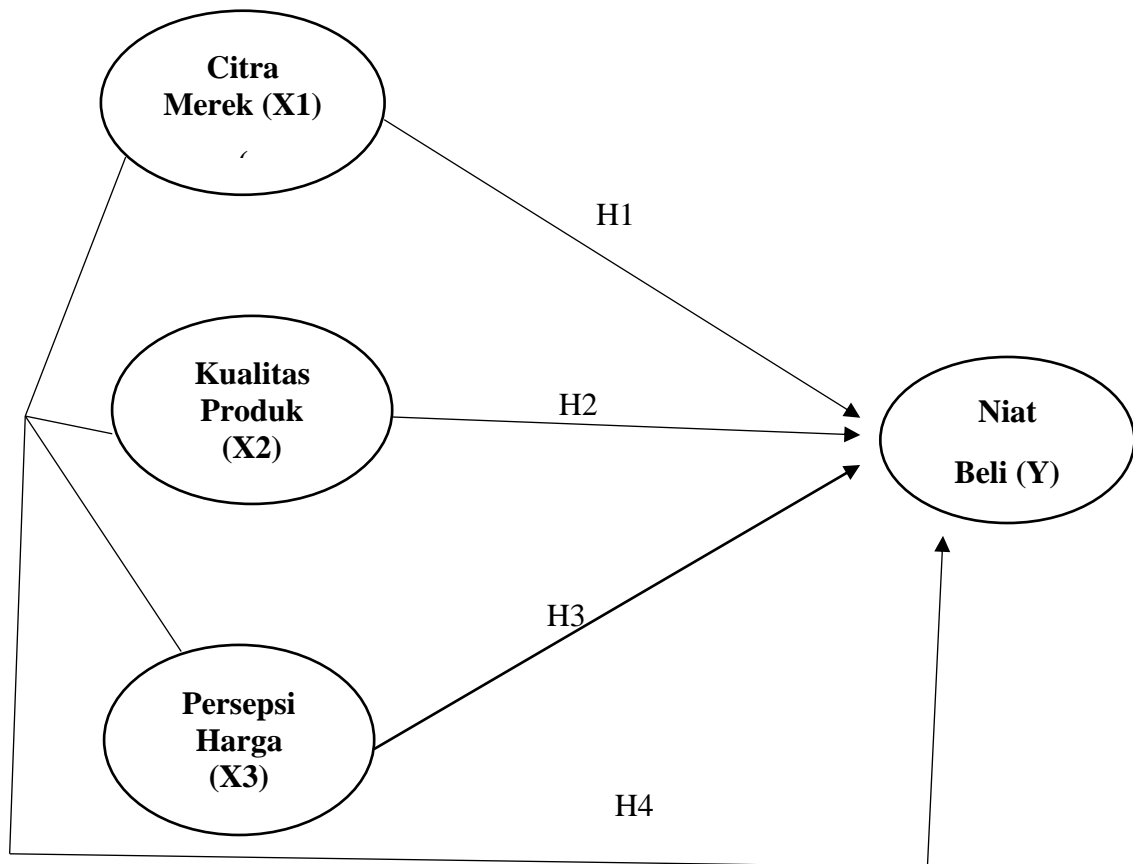 Citra
Merek (X1)
H1
Kualitas
Produk
(X2)
H2
Niat
Beli (Y)
H3
Persepsi
Harga
(X3)
H4